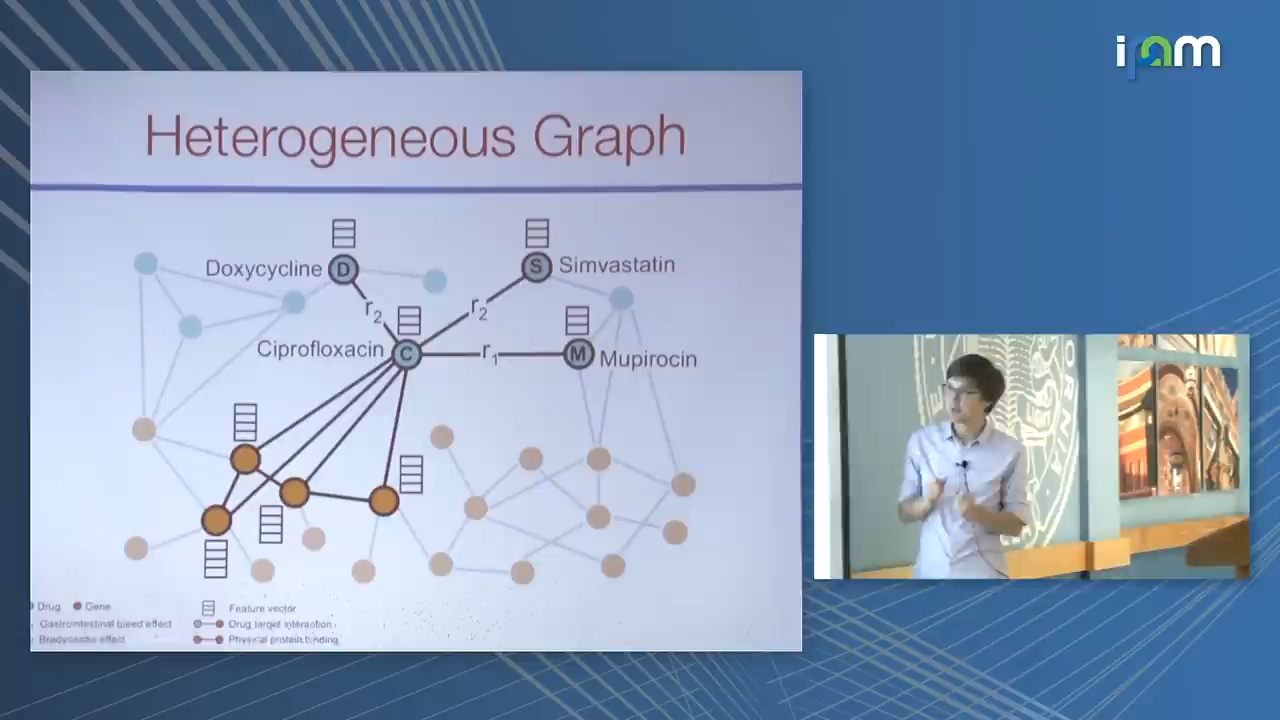 ipam
Heterogeneous Graph
Doxycycline D
S Simvastatin
r2
r2
Ciprofloxacin C
r1
M Mupirocin
ORNIA
Drug Gene
Feature vector
Gastrointestinal bleed effect
Drug target interaction
Bradycardia effect
Physical protein binding